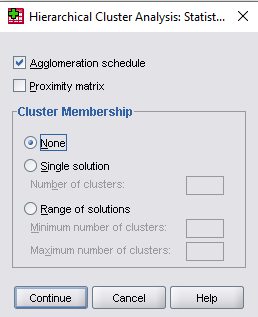 Hierarchical Cluster Analysis: Statist...
Agglomeration schedule
Proximity matrix
Cluster Membership
None
Single solution
Number of clusters:
Range of solutions
Minimum number of clusters:
Maximum number of clusters:
Continue Cancel Help